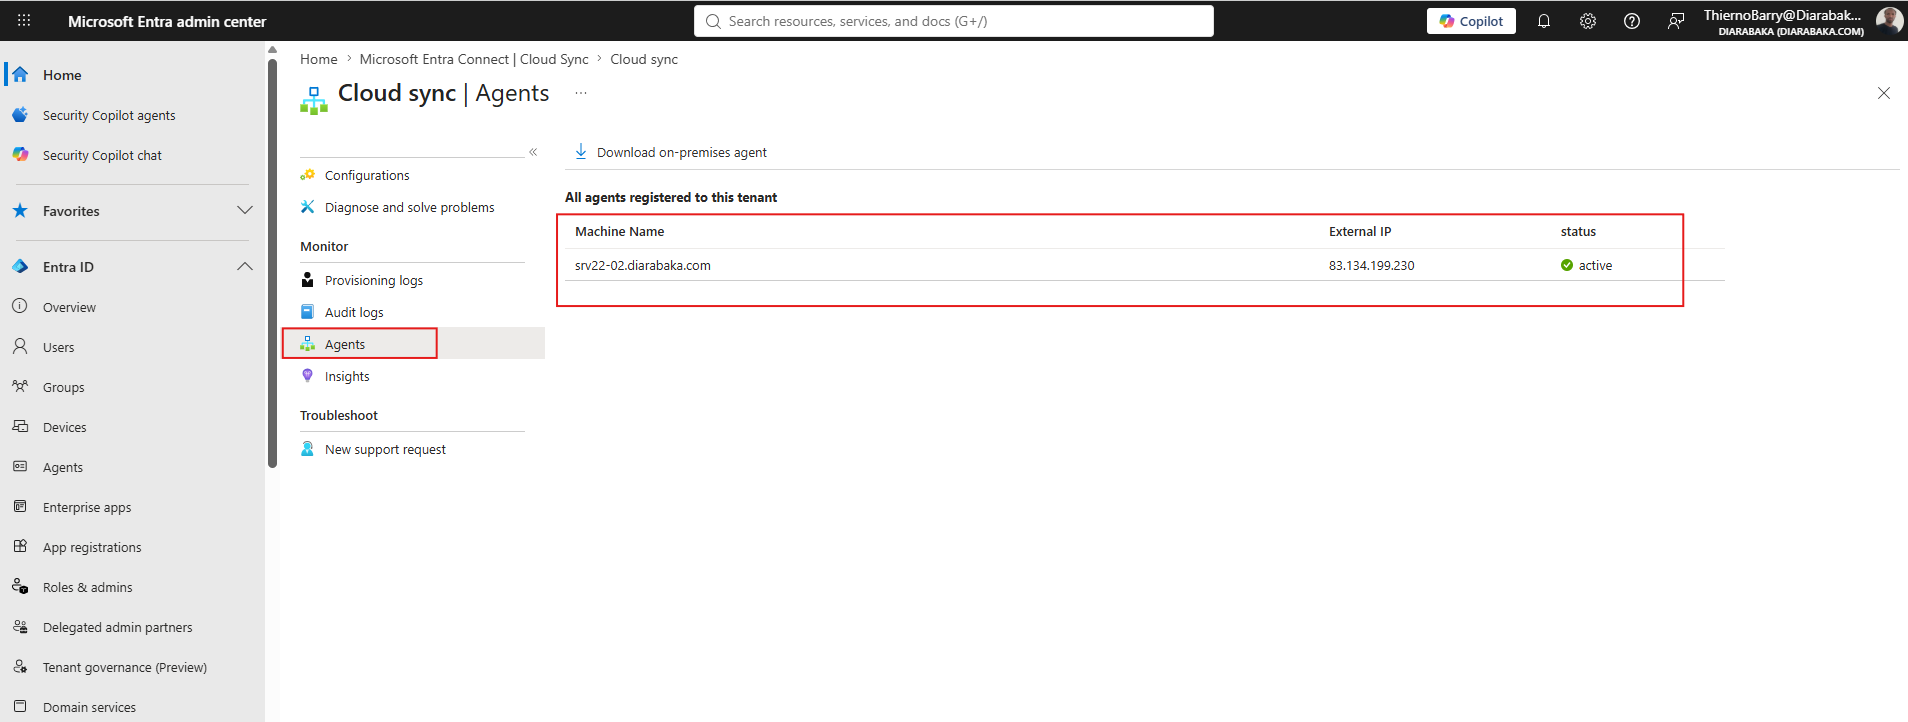 Microsoft Entra admin center
Search resources, services, and docs (G+/)
Copilot
ThiernoBarry@Diarabak...
DIARABAKA (DIARABAKA.COM)
Home
Security Copilot agents
Security Copilot chat
Favorites
Entra ID
Overview
Users
Groups
Devices
Agents
Enterprise apps
App registrations
Roles & admins
Delegated admin partners
Tenant governance (Preview)
Domain services
Home > Microsoft Entra Connect | Cloud Sync > Cloud sync
Cloud sync | Agents ...
Configurations
Diagnose and solve problems
Monitor
Provisioning logs
Audit logs
Agents
Insights
Troubleshoot
New support request
Download on-premises agent
All agents registered to this tenant
Machine Name External IP status
srv22-02.diarabaka.com 83.134.199.230 active